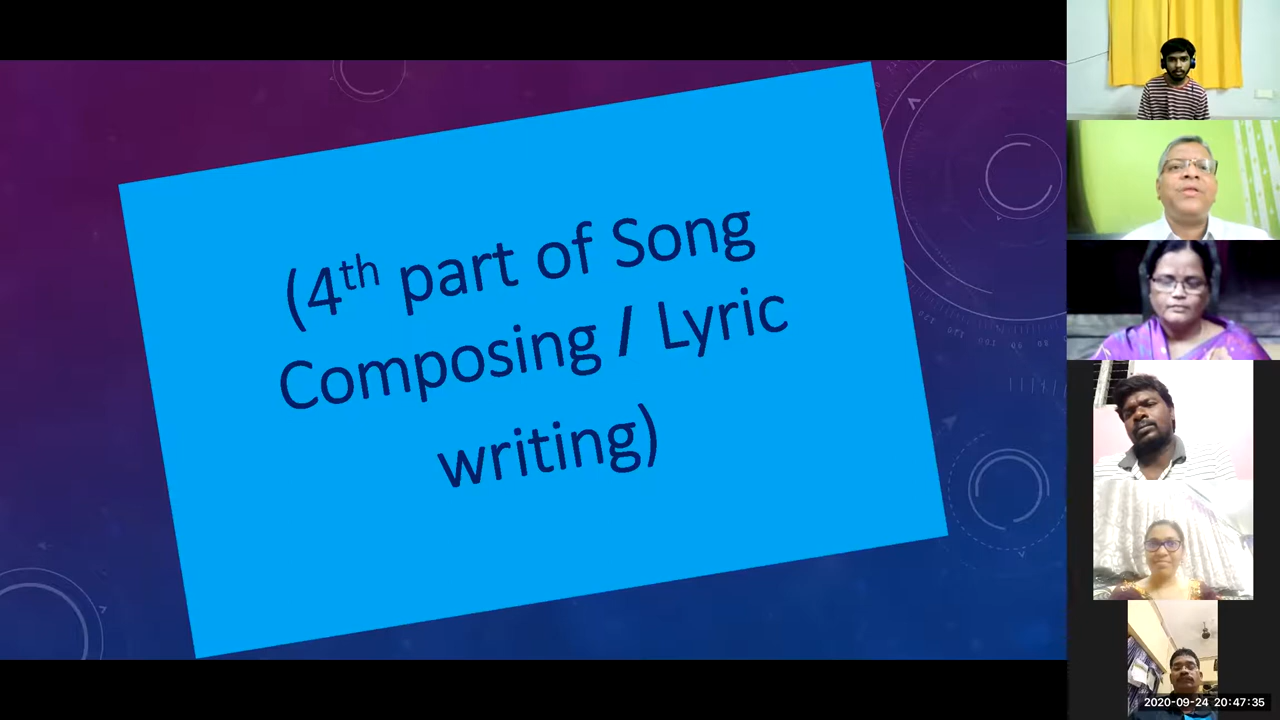 (4th part of Song
Composing / Lyric
writing)
2020-09-24 20:47:35